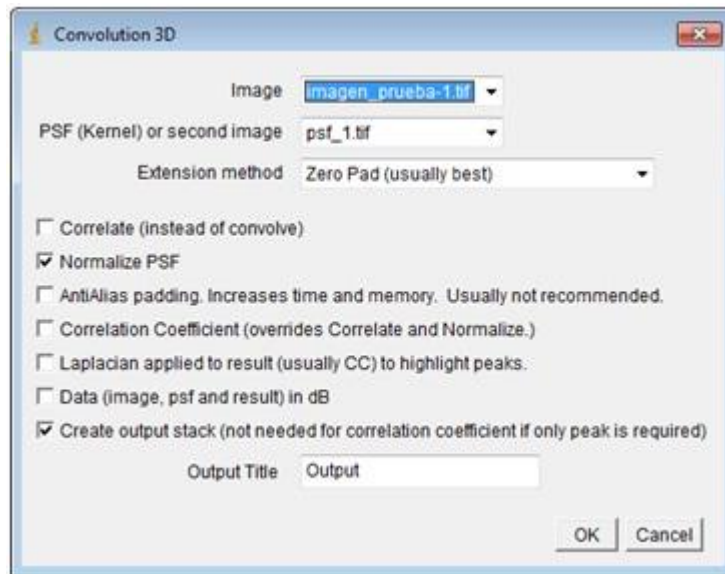 Convolution 3D
Image imagen_prueba-1.tif
PSF (Kernel) or second image psf_1.tif
Extension method Zero Pad (usually best)
Correlate (instead of convolve)
Normalize PSF
AntiAlias padding. Increases time and memory. Usually not recommended.
Correlation Coefficient (overrides Correlate and Normalize.)
Laplacian applied to result (usually CC) to highlight peaks.
Data (image, psf and result) in dB
Create output stack (not needed for correlation coefficient if only peak is required)
Output Title Output
OK Cancel